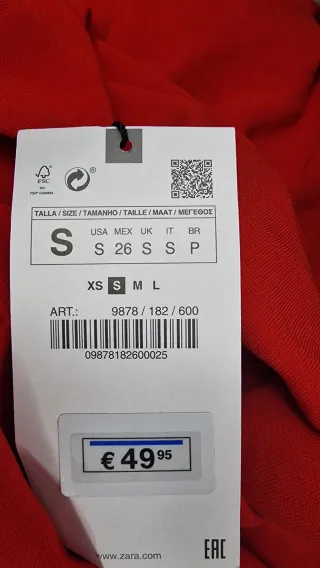 FSC
TALLA / SIZE / TAMANHO / TAILLE / MAAT / ΜΕΓΕΘΟΣ
S USA MEX UK IT BR
S 26 S S P
XS S M L
ART.: 9878 / 182 / 600
09878182600025
€ 49 95
www.zara.com EAC